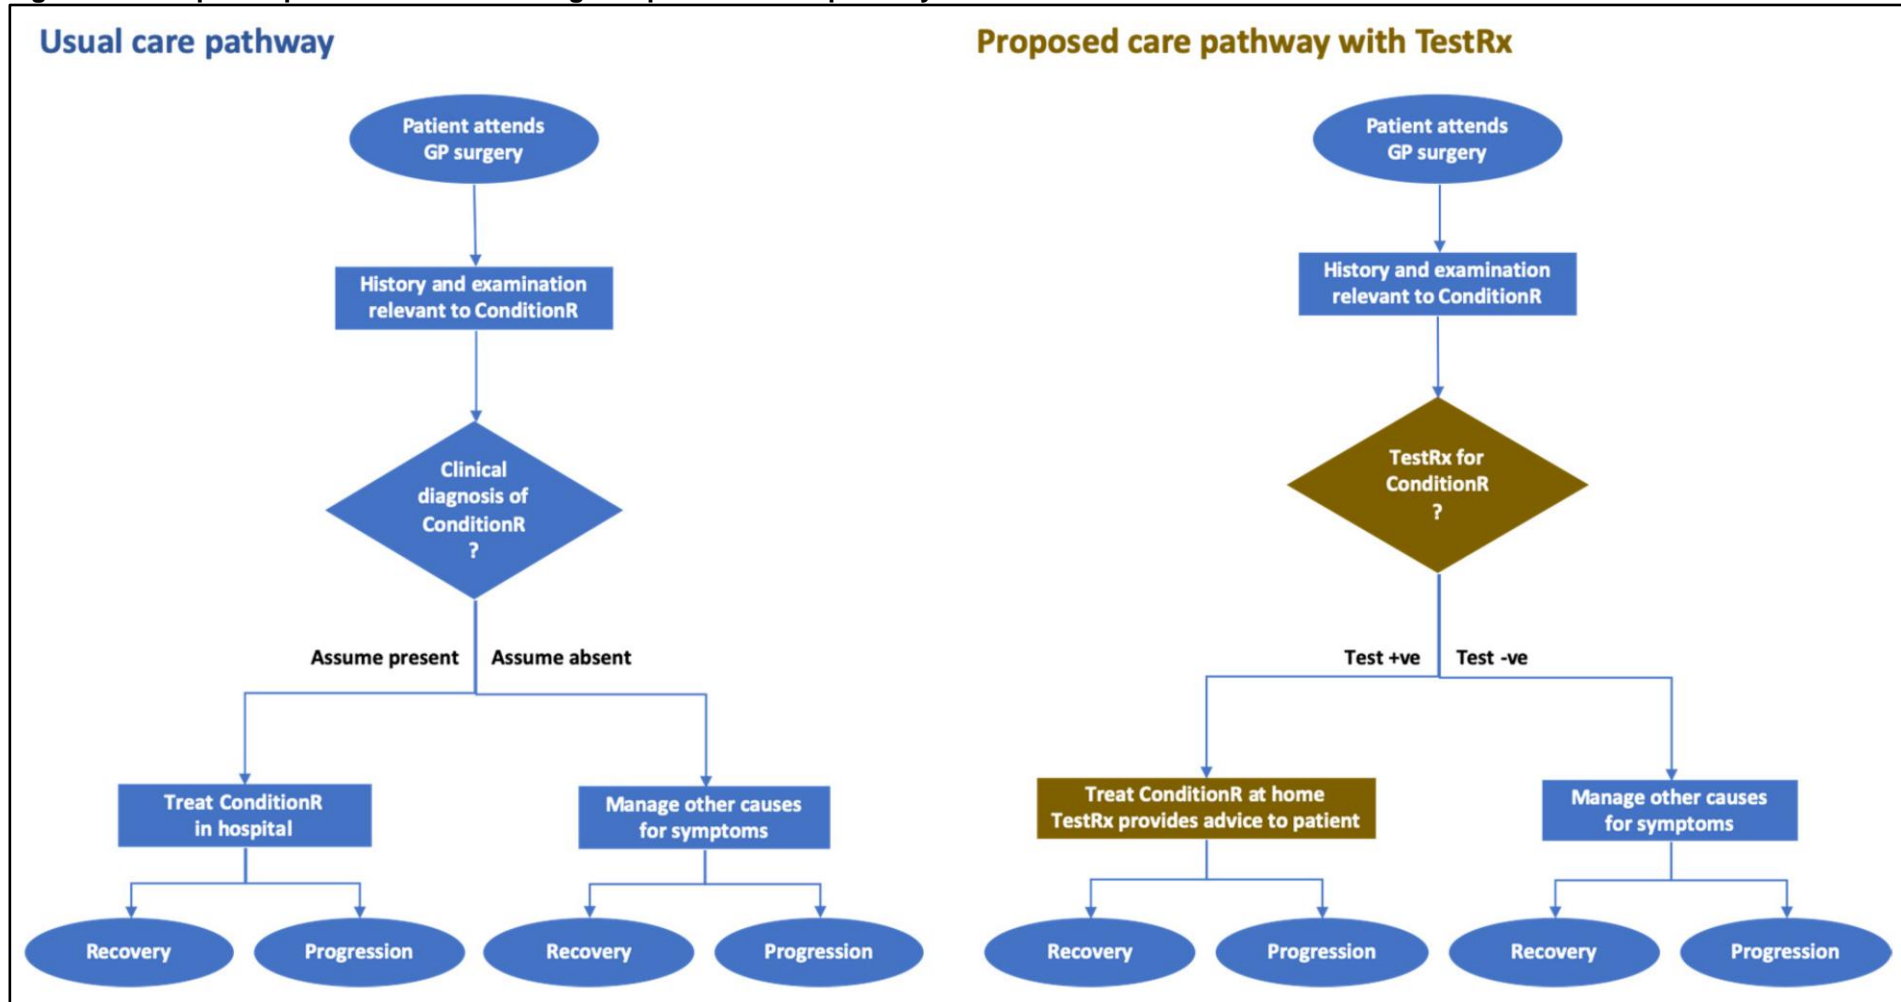 Usual care pathway
Patient attends
GP surgery
History and examination
relevant to ConditionR
Clinical
diagnosis of
ConditionR
?
Assume present
Assume absent
Treat ConditionR
in hospital
Manage other causes
for symptoms
Recovery
Progression
Recovery
Progression
Proposed care pathway with TestRx
Patient attends
GP surgery
History and examination
relevant to ConditionR
TestRx for
ConditionR
?
Test +ve
Test -ve
Treat ConditionR at home
TestRx provides advice to patient
Manage other causes
for symptoms
Recovery
Progression
Recovery
Progression